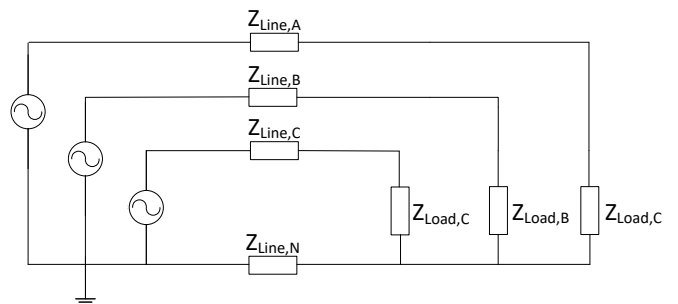 Z_Line,A
Z_Line,B
Z_Line,C
Z_Load,C Z_Load,B Z_Load,C
Z_Line,N